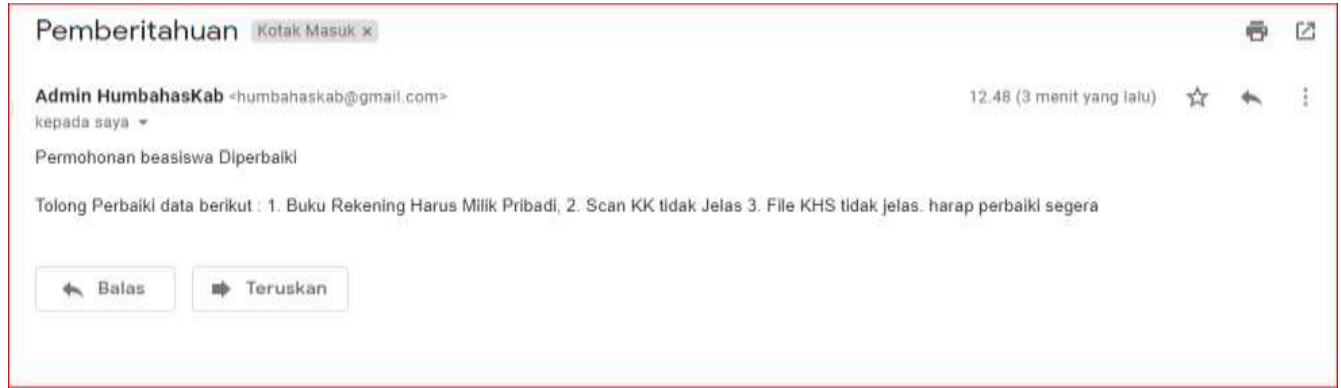 Pemberitahuan Kotak Masuk x
Admin HumbahasKab <humbahaskab@gmail.com> 12.48 (3 menit yang lalu)
kepada saya
Permohonan beasiswa Diperbaiki
Tolong Perbaiki data berikut : 1. Buku Rekening Harus Milik Pribadi, 2. Scan KK tidak Jelas 3. File KHS tidak jelas. harap perbaiki segera
Balas Teruskan